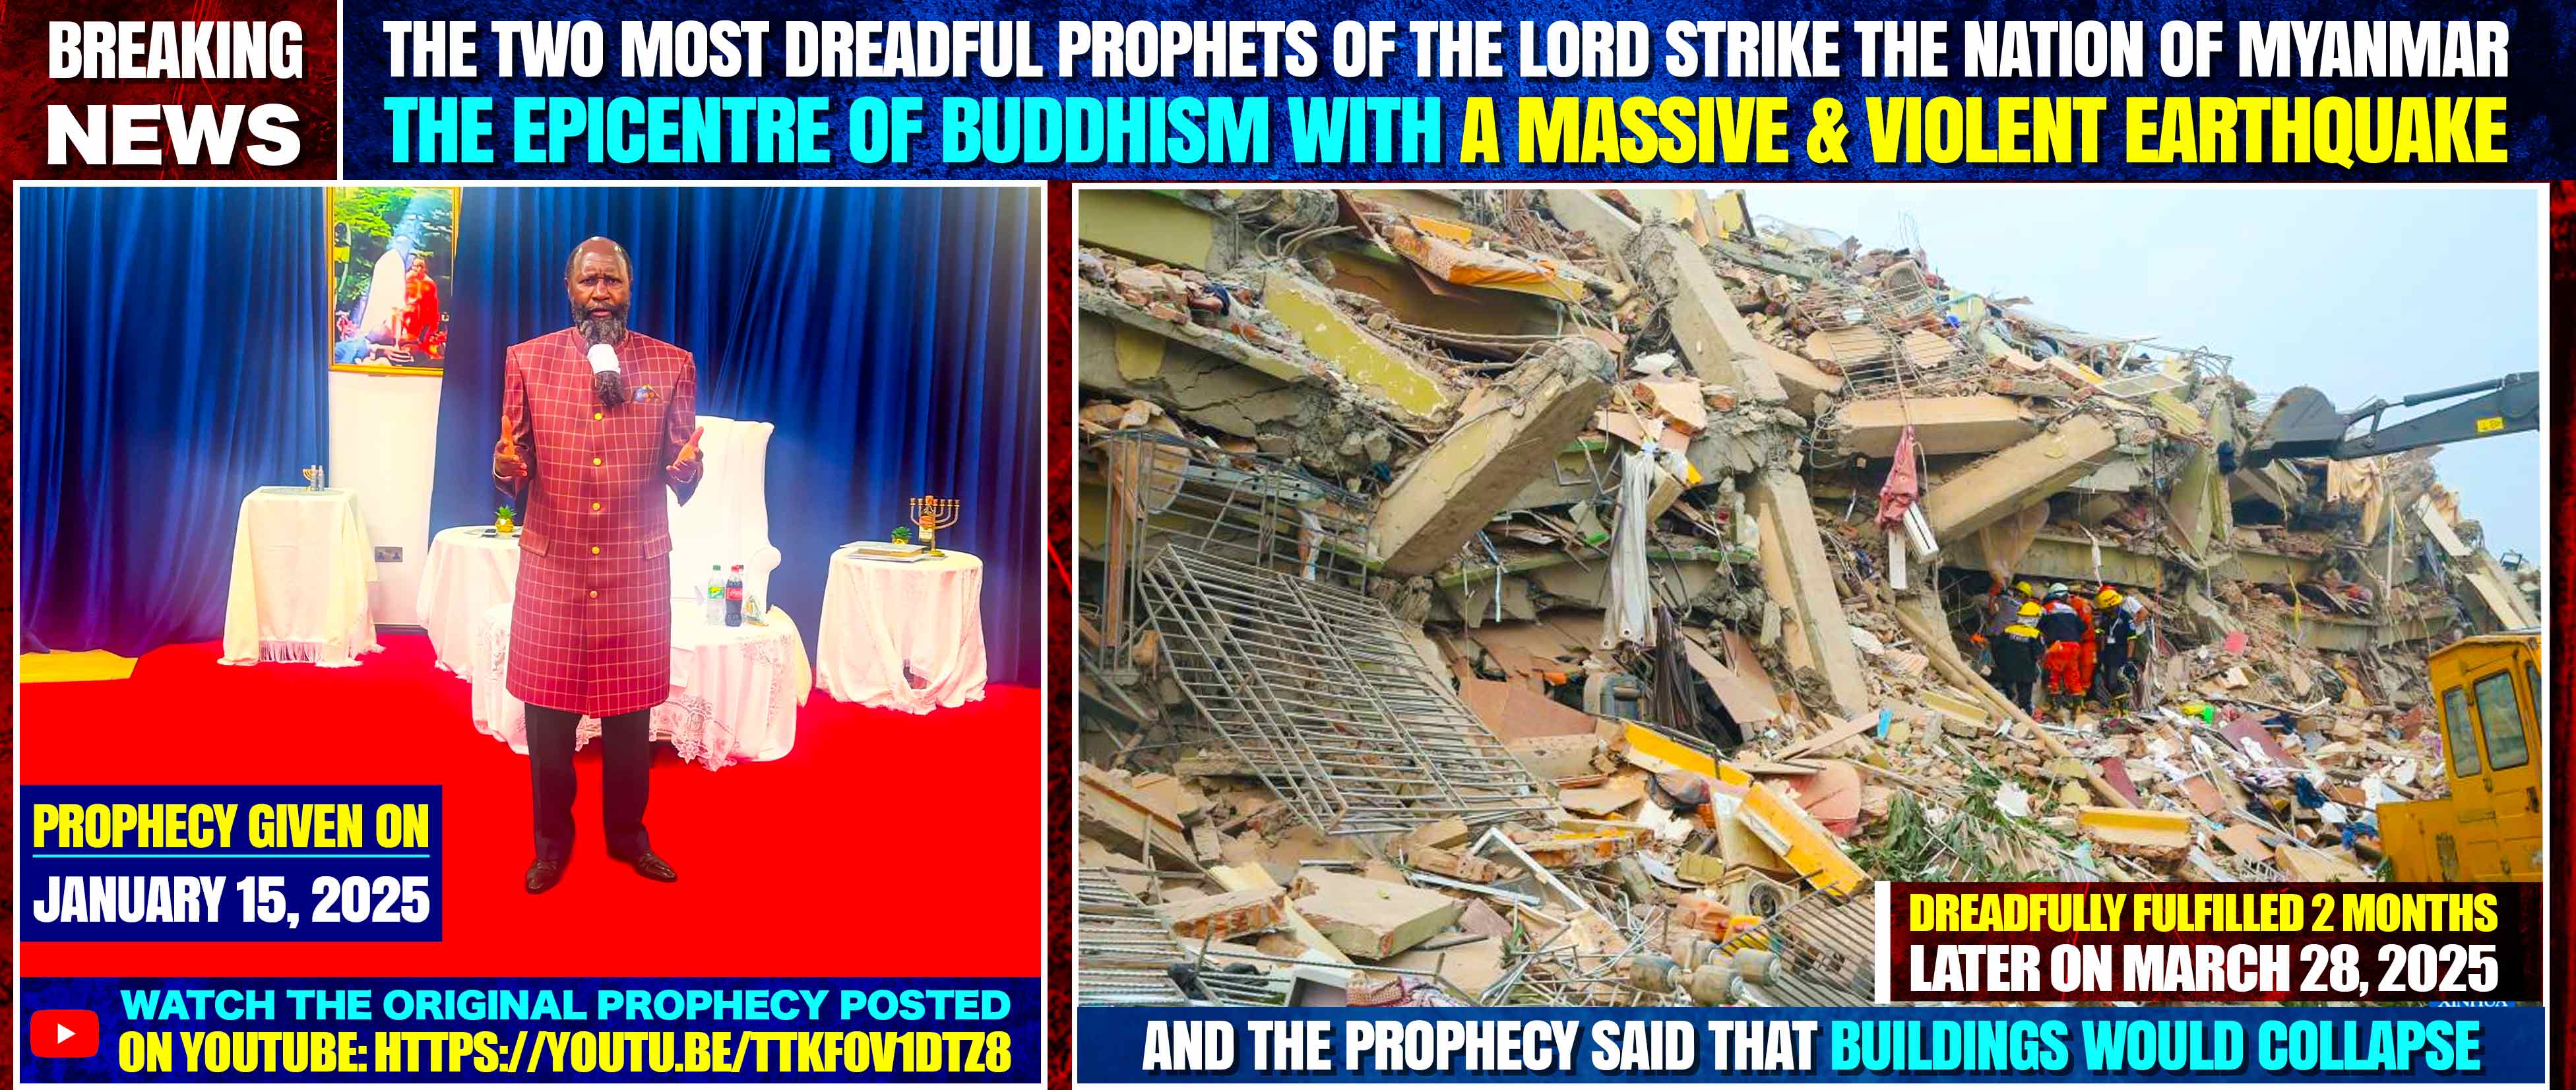 BREAKING
NEWS
THE TWO MOST DREADFUL PROPHETS OF THE LORD STRIKE THE NATION OF MYANMAR
THE EPICENTRE OF BUDDHISM WITH A MASSIVE & VIOLENT EARTHQUAKE
PROPHECY GIVEN ON
JANUARY 15, 2025
WATCH THE ORIGINAL PROPHECY POSTED
ON YOUTUBE: HTTPS://YOUTU.BE/TTKFOV1DTZ8
DREADFULLY FULFILLED 2 MONTHS
LATER ON MARCH 28, 2025
XINHUA
AND THE PROPHECY SAID THAT BUILDINGS WOULD COLLAPSE